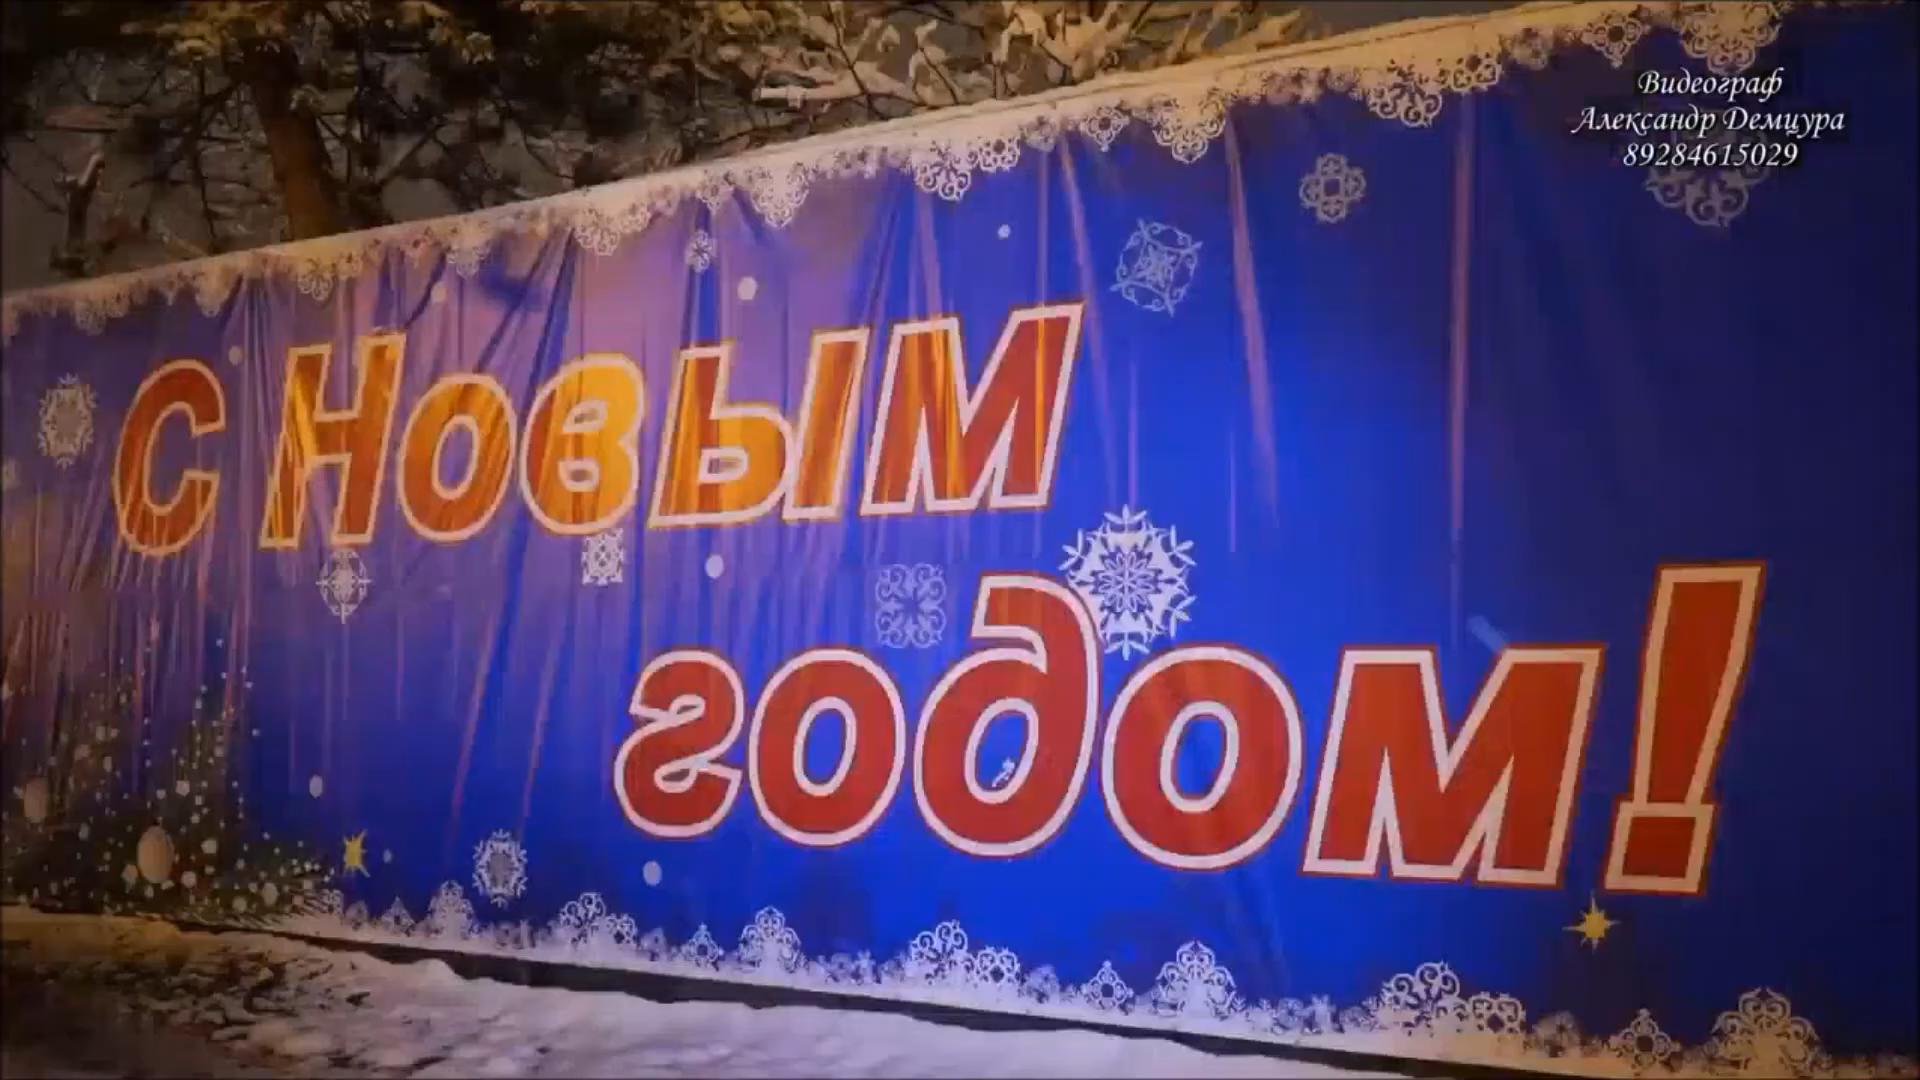 Видеограф
Александр Демцура
89284615029
С Новым
годом!